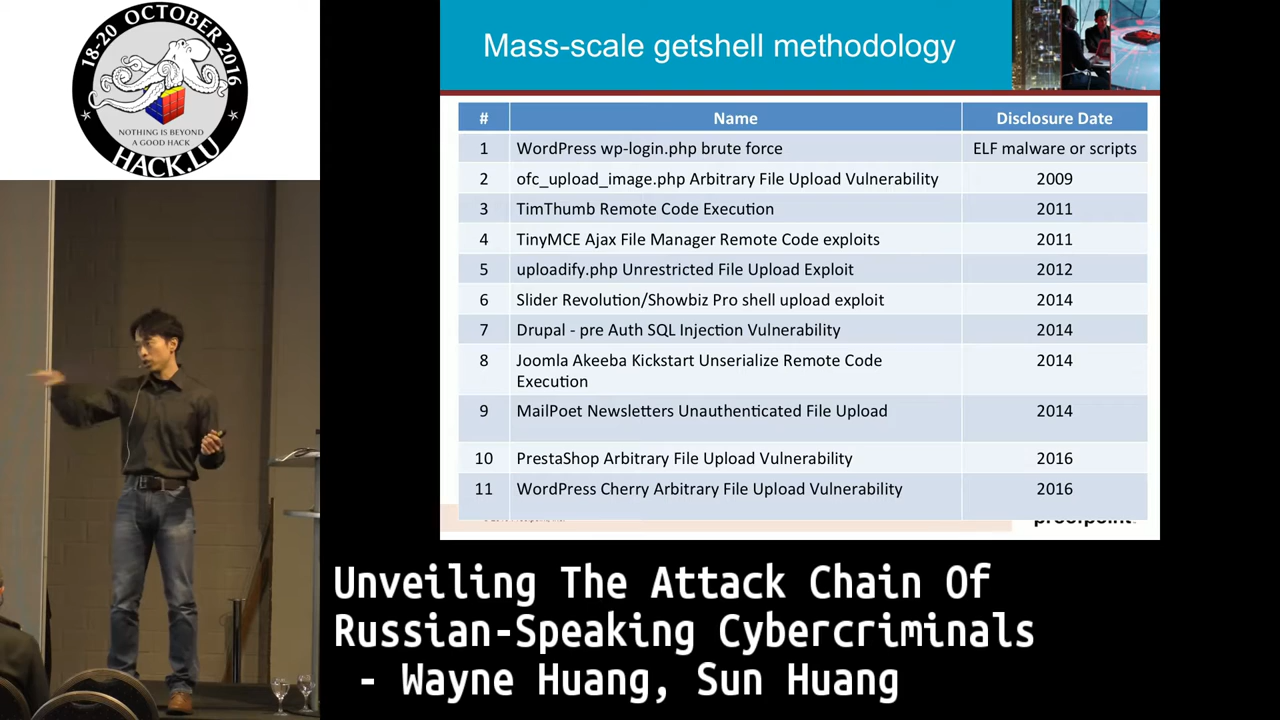 18-20 OCTOBER 2016
NOTHING IS BEYOND
A GOOD HACK
HACK.LU
Mass-scale getshell methodology
# Name Disclosure Date
1 WordPress wp-login.php brute force ELF malware or scripts
2 ofc_upload_image.php Arbitrary File Upload Vulnerability 2009
3 TimThumb Remote Code Execution 2011
4 TinyMCE Ajax File Manager Remote Code exploits 2011
5 uploadify.php Unrestricted File Upload Exploit 2012
6 Slider Revolution/Showbiz Pro shell upload exploit 2014
7 Drupal - pre Auth SQL Injection Vulnerability 2014
8 Joomla Akeeba Kickstart Unserialize Remote Code 2014
Execution
9 MailPoet Newsletters Unauthenticated File Upload 2014
10 PrestaShop Arbitrary File Upload Vulnerability 2016
11 WordPress Cherry Arbitrary File Upload Vulnerability 2016
proofpoint
Unveiling The Attack Chain Of
Russian-Speaking Cybercriminals
- Wayne Huang, Sun Huang